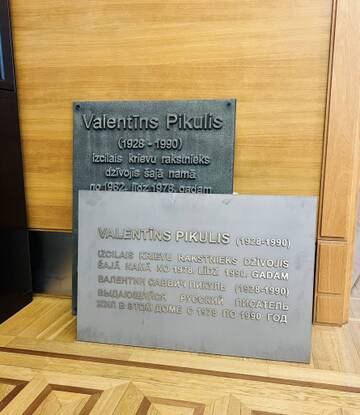 Valentīns Pikulis
(1928 - 1990)
izcilais krievu rakstnieks
dzīvojis šajā namā
no 1962. līdz 1978. gadam
VALENTĪNS PIKULIS (1928-1990)
IZCILAIS KRIEVU RAKSTNIEKS DZĪVOJIS
ŠAJĀ NAMĀ NO 1978. LĪDZ 1990. GADAM
ВАЛЕНТИН САВВИЧ ПИКУЛЬ (1928-1990)
ВЫДАЮЩИЙСЯ РУССКИЙ ПИСАТЕЛЬ
ЖИЛ В ЭТОМ ДОМЕ С 1978 ПО 1990 ГОД